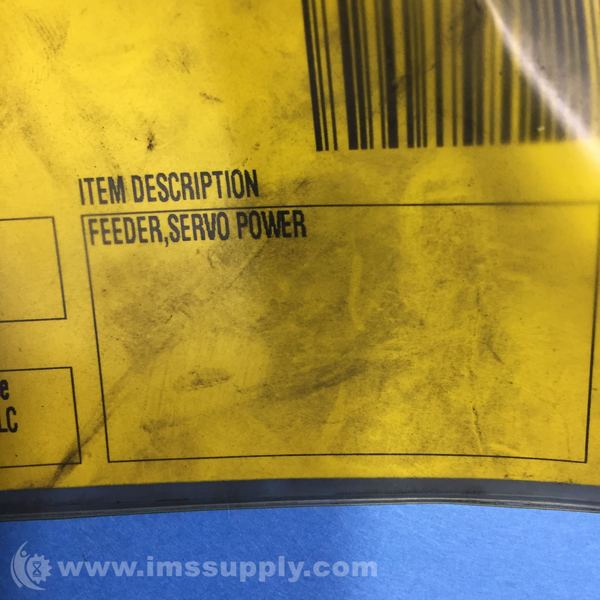 ITEM DESCRIPTION
FEEDER,SERVO POWER
e
LC
www.imssupply.com